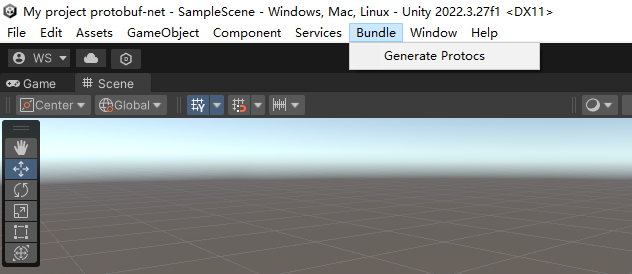 My project protobuf-net - SampleScene - Windows, Mac, Linux - Unity 2022.3.27f1 <DX11>
File Edit Assets GameObject Component Services Bundle Window Help
Generate Protocs
WS
Game Scene
Center Global